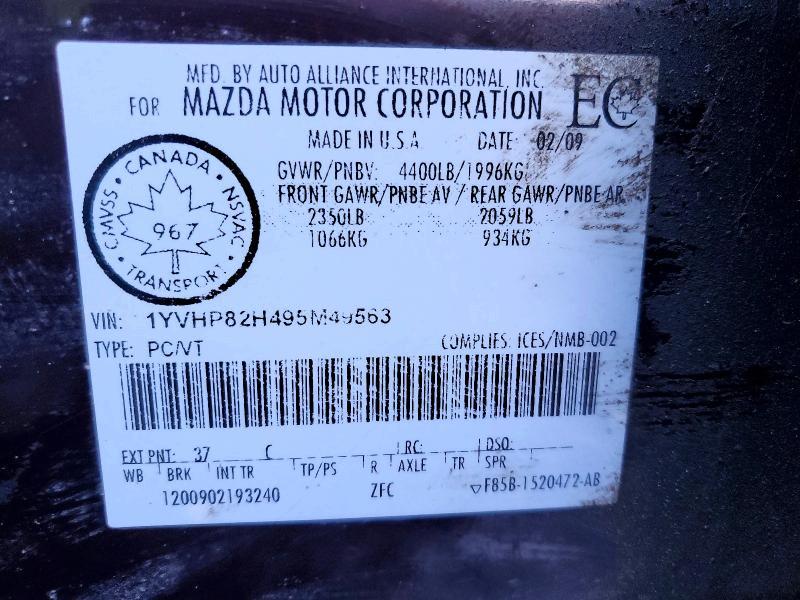 MFD. BY AUTO ALLIANCE INTERNATIONAL, INC.
FOR MAZDA MOTOR CORPORATION
EC
MADE IN U.S.A DATE: 02/09
GVWR/PNBV: 4400LB/1996KG
FRONT GAWR/PNBE AV / REAR GAWR/PNBE AR
2350LB 2059LB
1066KG 934KG
CANADA
CMVSS NSVAC
967
TRANSPORT
VIN: 1YVHP82H495M49563
TYPE: PC/VT COMPLIES: ICES/NMB-002
EXT PNT: 37 C RC: DSO:
WB BRK INT TR TP/PS R AXLE TR SPR
1200902193240 ZFC ▽F85B-1520472-AB